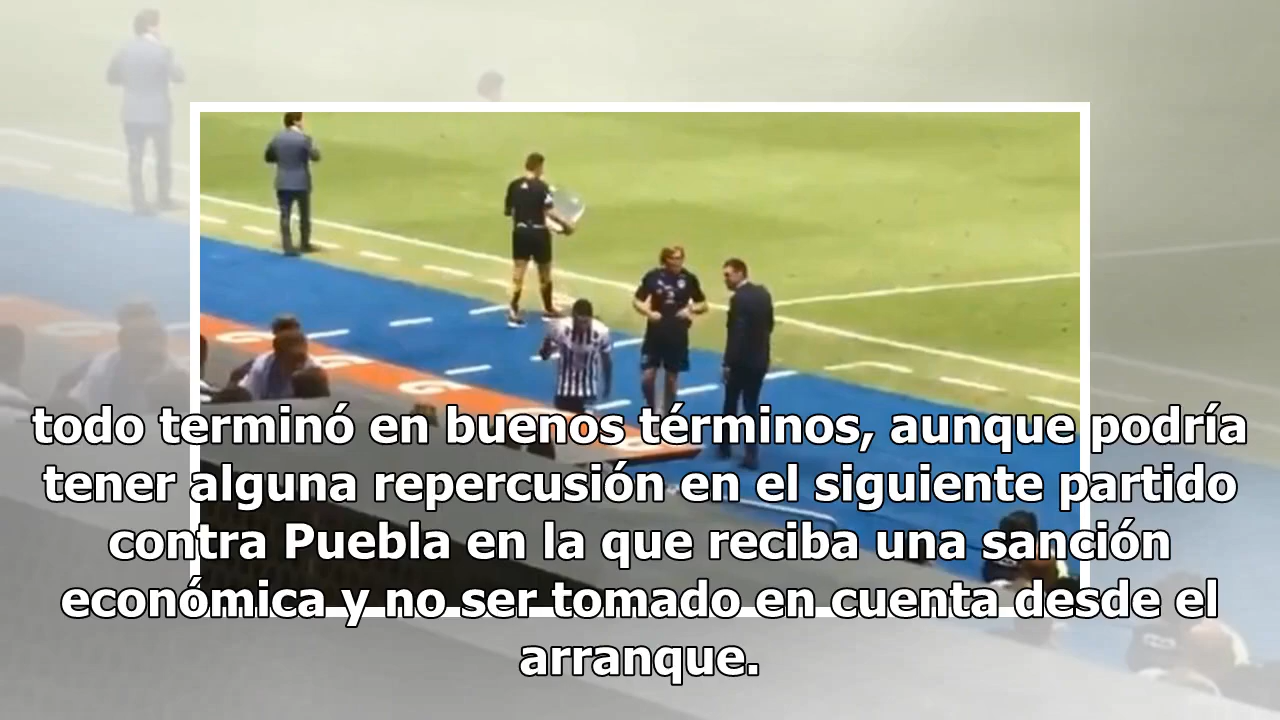 todo terminó en buenos términos, aunque podría
tener alguna repercusión en el siguiente partido
contra Puebla en la que reciba una sanción
económica y no ser tomado en cuenta desde el
arranque.